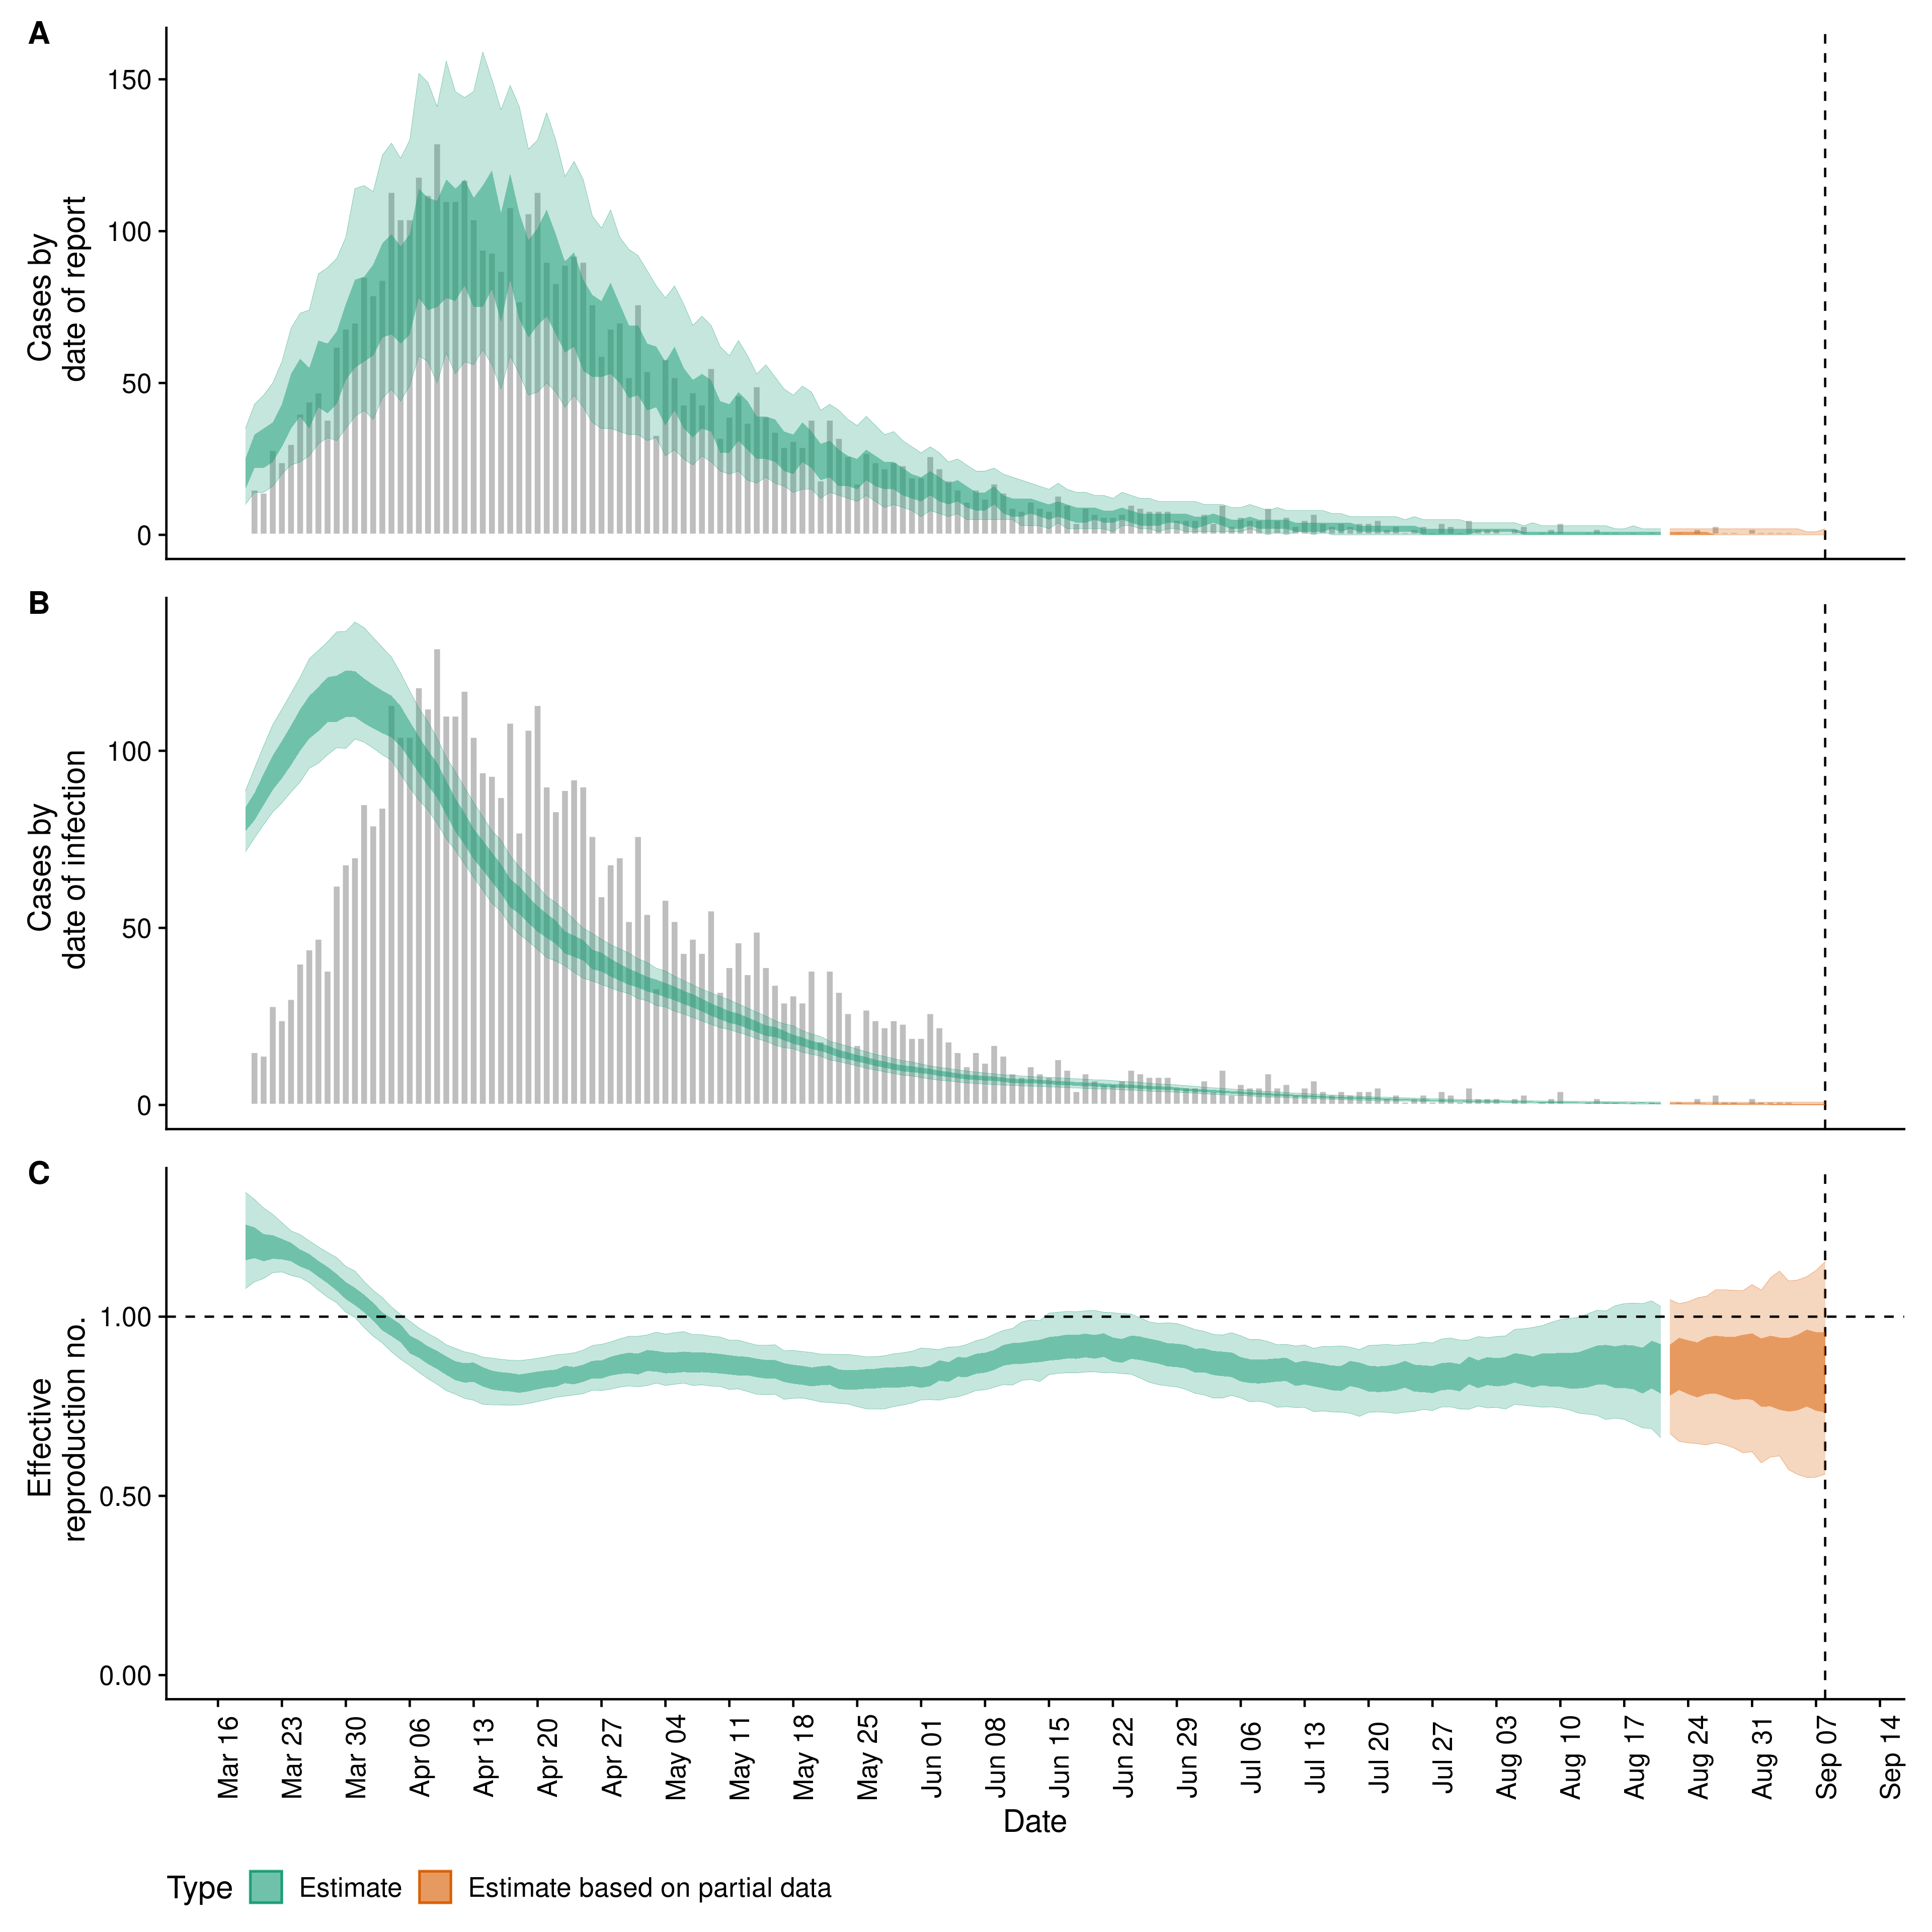 A
150
100
50
0
Cases by
date of report
B
100
50
0
Cases by
date of infection
C
1.00
0.50
0.00
Effective
reproduction no.
Mar 16
Mar 23
Mar 30
Apr 06
Apr 13
Apr 20
Apr 27
May 04
May 11
May 18
May 25
Jun 01
Jun 08
Jun 15
Jun 22
Jun 29
Jul 06
Jul 13
Jul 20
Jul 27
Aug 03
Aug 10
Aug 17
Aug 24
Aug 31
Sep 07
Sep 14
Date
Type Estimate Estimate based on partial data